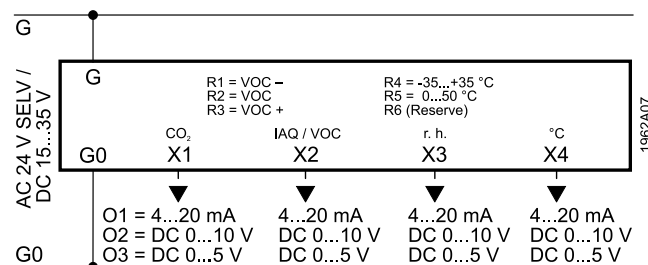 G
G
R1 = VOC −
R2 = VOC
R3 = VOC +
R4 = -35...+35 °C
R5 = 0...50 °C
R6 (Reserve)
AC 24 V SELV /
DC 15...35 V
CO₂ IAQ / VOC r. h. °C
G0 X1 X2 X3 X4
1962A07
O1 = 4...20 mA 4...20 mA 4...20 mA 4...20 mA
O2 = DC 0...10 V DC 0...10 V DC 0...10 V DC 0...10 V
G0 O3 = DC 0...5 V DC 0...5 V DC 0...5 V DC 0...5 V